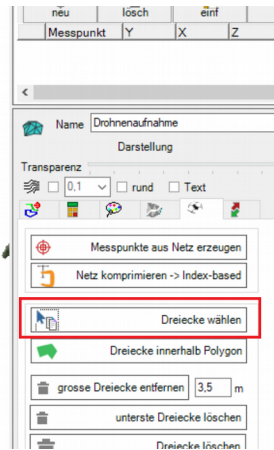 neu lösch einf
Messpunkt Y X Z
Name Drohnenaufnahme
Darstellung
Transparenz
0,1 rund Text
Messpunkte aus Netz erzeugen
Netz komprimieren -> Index-based
Dreiecke wählen
Dreiecke innerhalb Polygon
grosse Dreiecke entfernen 3,5 m
unterste Dreiecke löschen
Dreiecke löschen